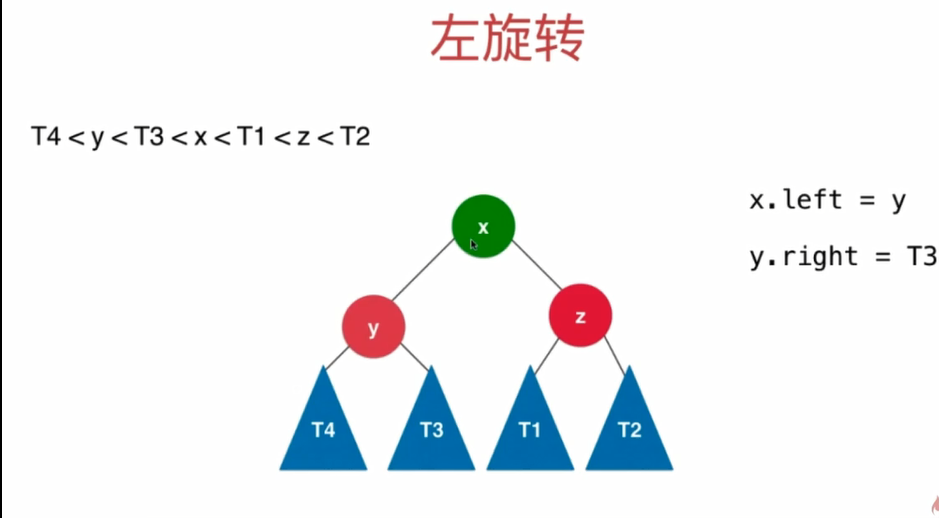 左旋转
T4 < y < T3 < x < T1 < z < T2
x.left = y
y.right = T3
x
y
z
T4
T3
T1
T2